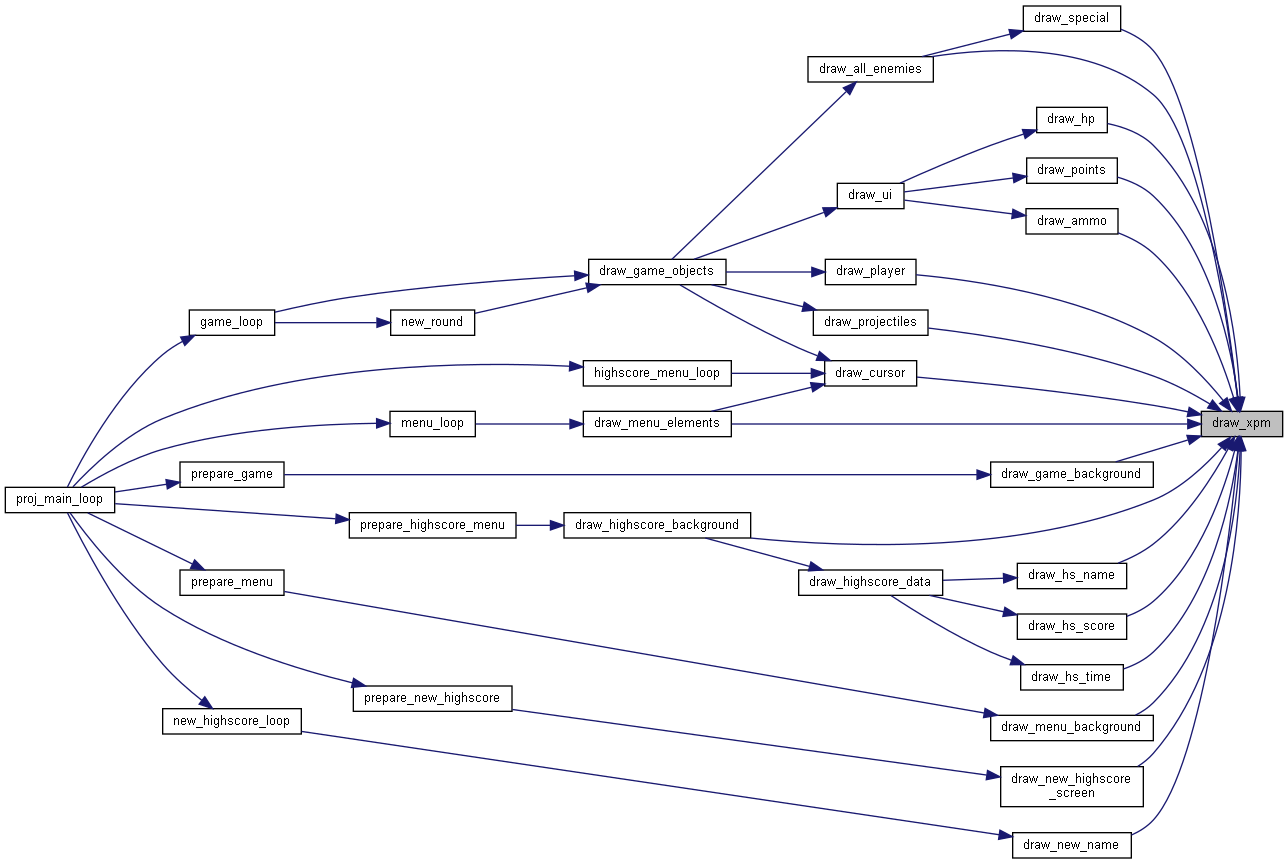 draw_special
draw_all_enemies
draw_hp
draw_points
draw_ui
draw_ammo
draw_game_objects
draw_player
game_loop
new_round
draw_projectiles
highscore_menu_loop
draw_cursor
menu_loop
draw_menu_elements
draw_xpm
prepare_game
draw_game_background
proj_main_loop
prepare_highscore_menu
draw_highscore_background
prepare_menu
draw_highscore_data
draw_hs_name
draw_hs_score
draw_hs_time
prepare_new_highscore
new_highscore_loop
draw_menu_background
draw_new_highscore
_screen
draw_new_name